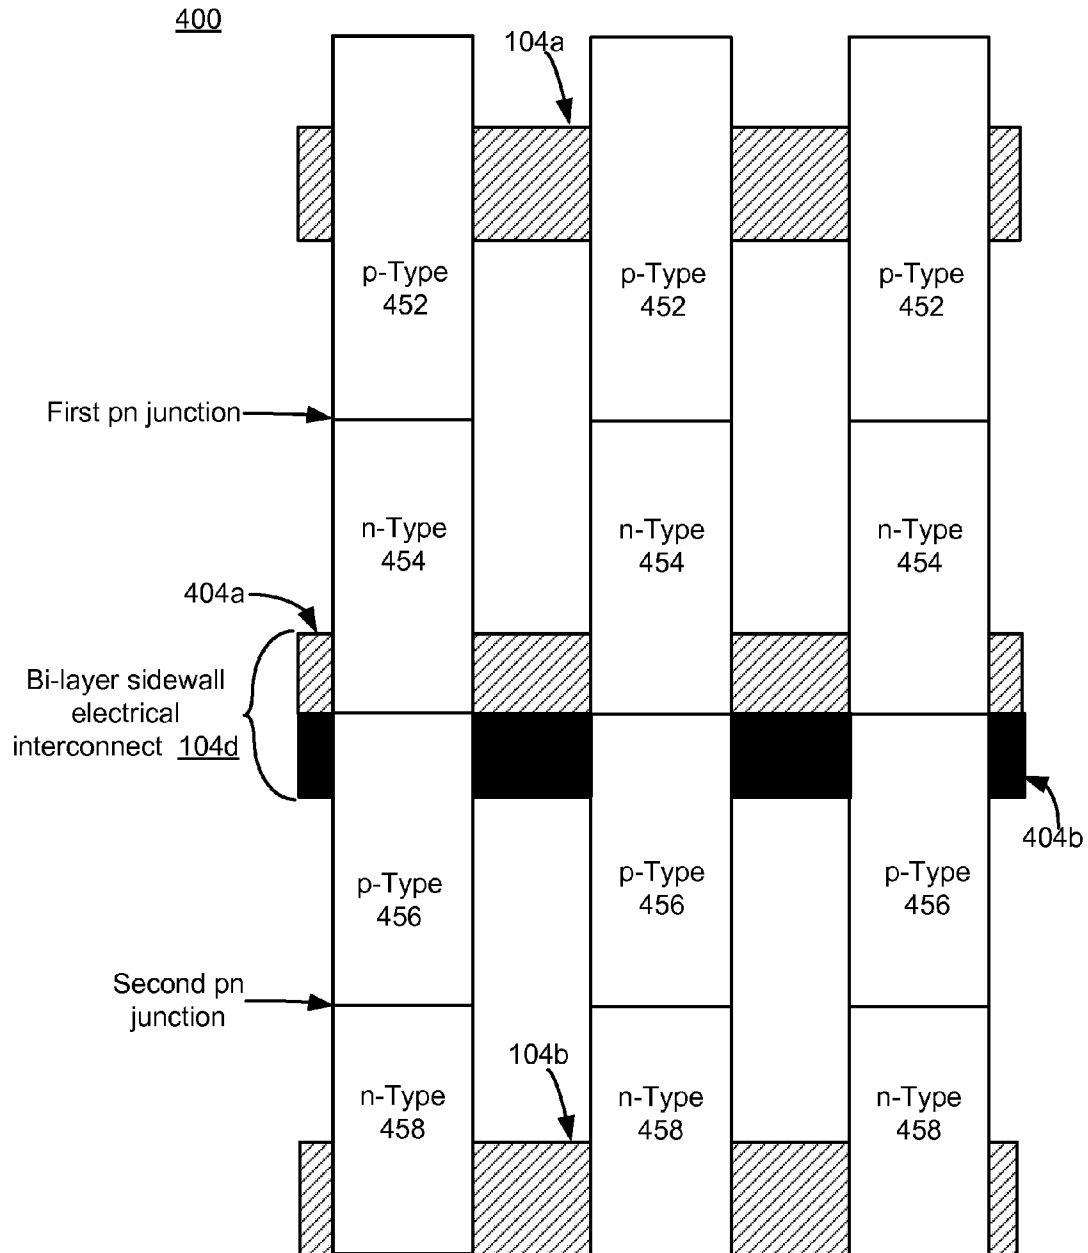 400
104a
p-Type
452
p-Type
452
p-Type
452
First pn junction
n-Type
454
n-Type
454
n-Type
454
404a
Bi-layer sidewall
electrical
interconnect 104d
404b
p-Type
456
p-Type
456
p-Type
456
Second pn
junction
104b
n-Type
458
n-Type
458
n-Type
458